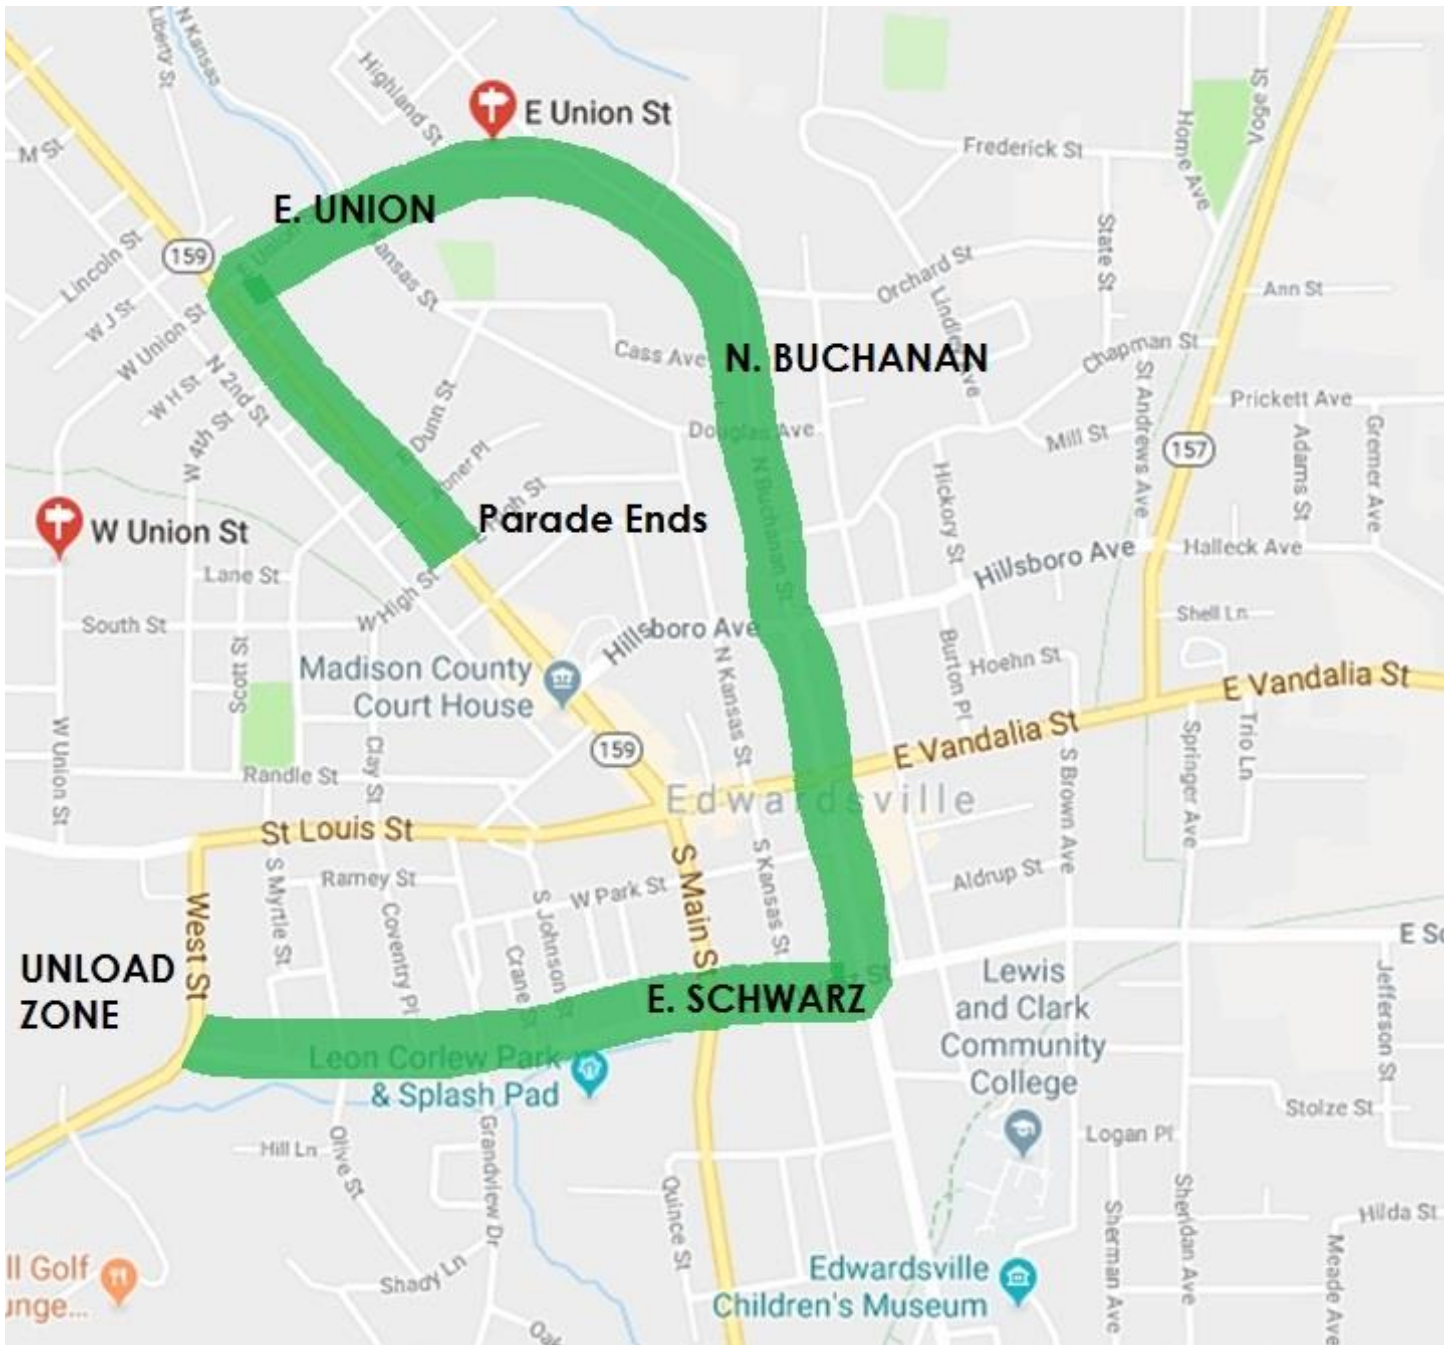 Liberty St
N Kansas
Highland St
E Union St
M St
Voge St
Home Ave
Frederick St
E. UNION
159
E Union
Lincoln St
Kansas St
State St
Orchard St
Lindley Ave
Ann St
W J St
W Union St
Cass Ave
N. BUCHANAN
Chapman St
W H St
N 2nd St
Dunn St
St Andrews Ave
Prickett Ave
W 4th St
Douglas Ave
Mill St
Adams St
Gremer Ave
157
Abner Pl
N Buchanan St
Hickory St
Parade Ends
W Union St
Hillsboro Ave
Halleck Ave
Lane St
W High St
South St
Shell Ln
Hillsboro Ave
Burton Pl
Hoehn St
Scott St
Madison County
Court House
N Kansas St
E Vandalia St
W Union St
Clay St
159
E Vandalia St
S Brown Ave
Springer Ave
Trio Ln
Randle St
Edwardsville
St Louis St
S Myrtle St
Ramey St
S Main St
S Kansas St
Aldrup St
W Park St
West St
Coventry Pl
Crane St
S Johnson St
UNLOAD
ZONE
St
E Sc
Lewis
and Clark
Community
College
Jefferson St
E. SCHWARZ
Leon Corlew Park
& Splash Pad
Stolze St
Hill Ln
Olive St
Grandview Dr
Logan Pl
Quince St
Sherman Ave
Sheridan Ave
Hilda St
Meade Ave
ll Golf
unge...
Shady Ln
Edwardsville
Children's Museum
Oak